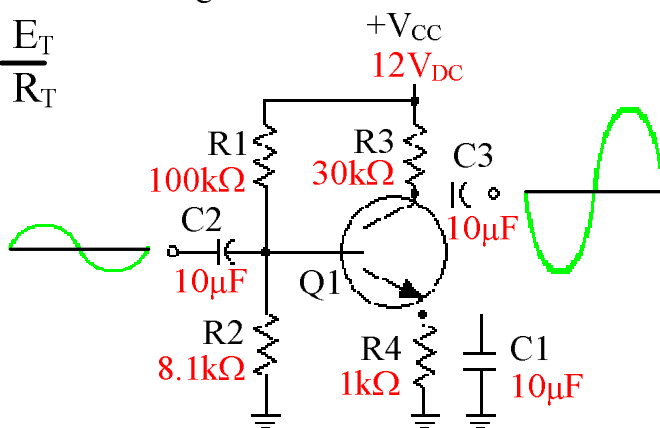 E_T
R_T
+V_CC
12V_DC
R1
100kΩ
R3
30kΩ
C3
10µF
C2
10µF
Q1
R2
8.1kΩ
R4
1kΩ
C1
10µF